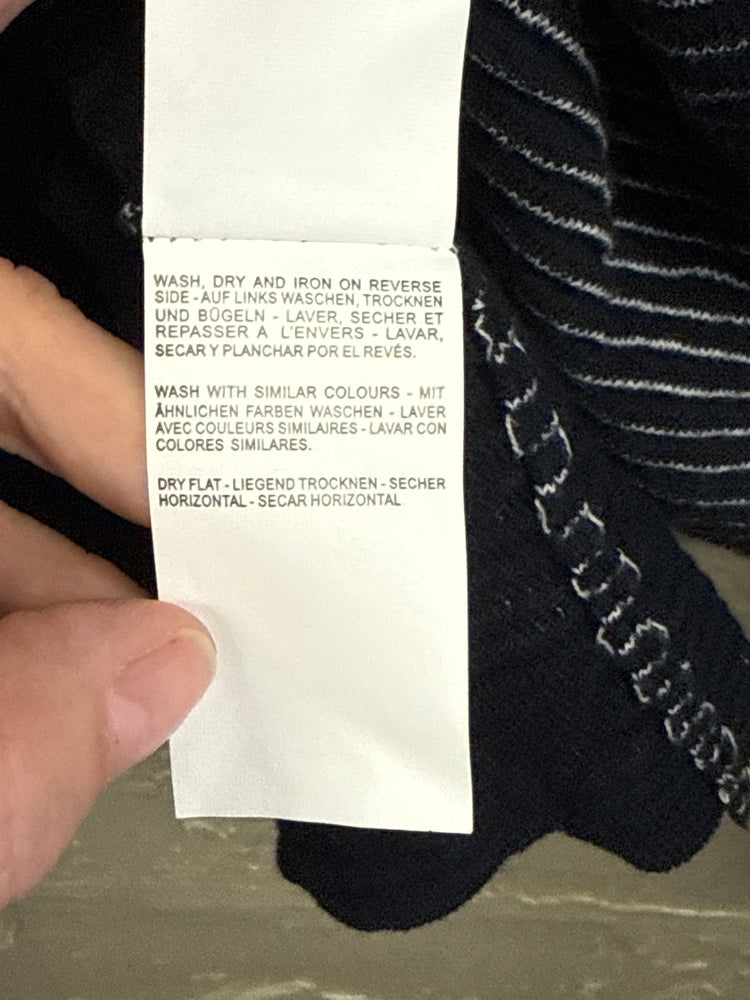 WASH, DRY AND IRON ON REVERSE
SIDE - AUF LINKS WASCHEN, TROCKNEN
UND BÜGELN - LAVER, SECHER ET
REPASSER A L'ENVERS - LAVAR,
SECAR Y PLANCHAR POR EL REVÉS.
WASH WITH SIMILAR COLOURS - MIT
ÄHNLICHEN FARBEN WASCHEN - LAVER
AVEC COULEURS SIMILAIRES - LAVAR CON
COLORES SIMILARES.
DRY FLAT - LIEGEND TROCKNEN - SECHER
HORIZONTAL - SECAR HORIZONTAL